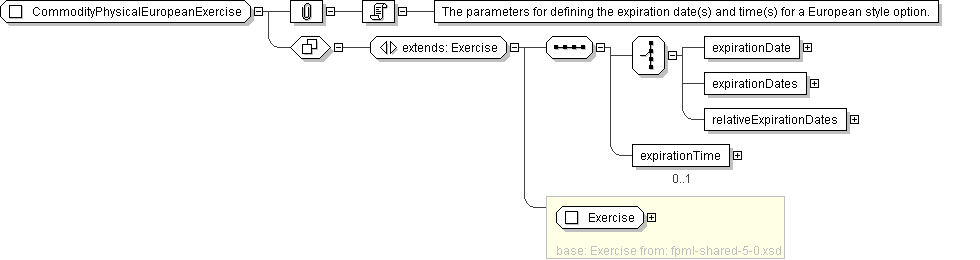 CommodityPhysicalEuropeanExercise
The parameters for defining the expiration date(s) and time(s) for a European style option.
extends: Exercise
expirationDate
expirationDates
relativeExpirationDates
expirationTime
0..1
Exercise
base: Exercise from: fpml-shared-5-0.xsd